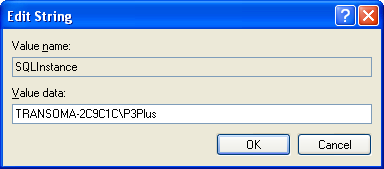 Edit String
Value name:
SQLInstance
Value data:
TRANSOMA-2C9C1C\P3Plus
OK
Cancel